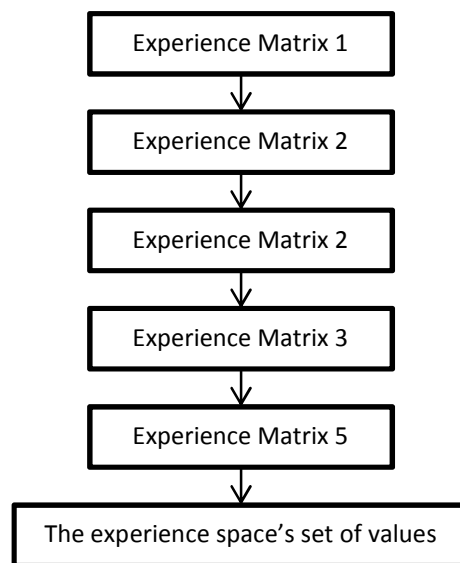 Experience Matrix 1
Experience Matrix 2
Experience Matrix 2
Experience Matrix 3
Experience Matrix 5
The experience space’s set of values